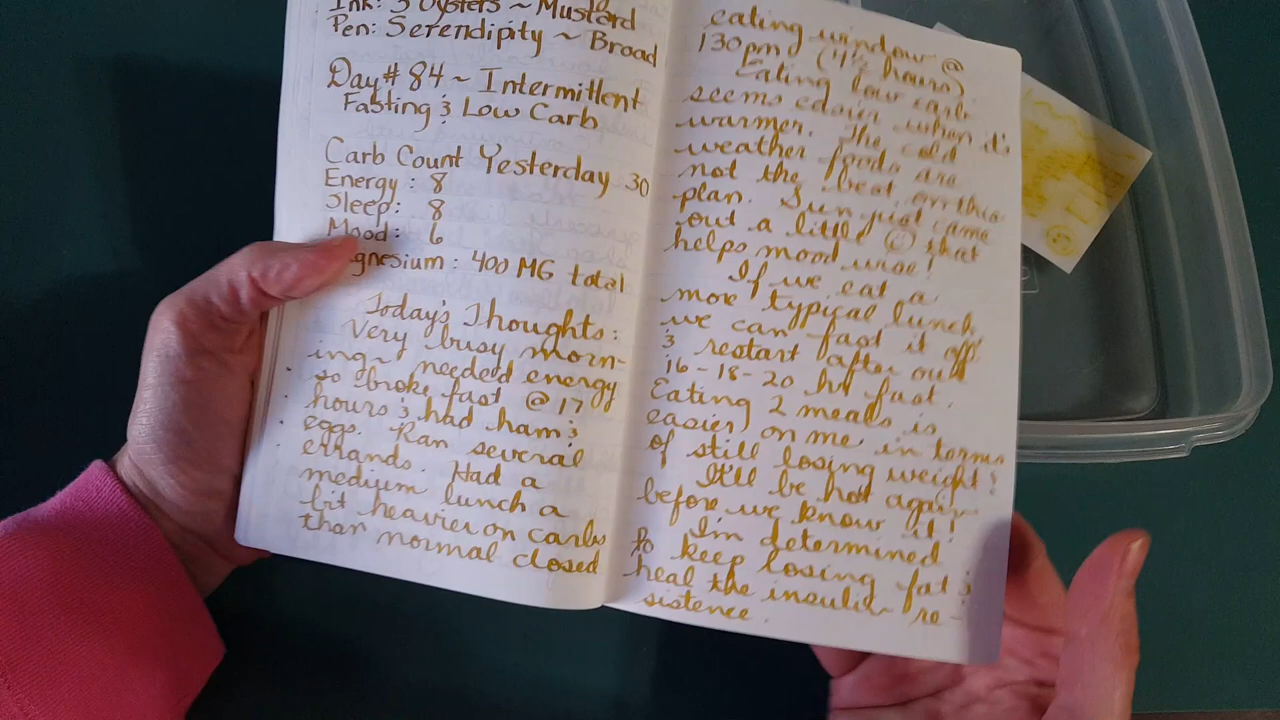 Ink: 3 Oysters ~ Mustard
Pen: Serendipity ~ Broad
Day# 84 ~ Intermittent
Fasting & Low Carb
Carb Count Yesterday 30
Energy: 8
Sleep: 8
Mood: 6
agnesium: 400 MG total
Today's Thoughts:
Very busy morn-
ing~ needed energy
so broke fast @ 17
hours & had ham &
eggs. Ran several
errands. Had a
medium lunch a
bit heavier on carbs
than normal closed
eating window @
130pm (4½ hours)
Eating low carb
seems easier when it's
warmer. The cold
weather foods are
not the best on this
plan. Sun just came
out a little ☺ that
helps mood wise!
If we eat a
more typical lunch
we can fast it off
& restart after our
16-18-20 hr fast.
Eating 2 meals is
easier on me in terms
of still losing weight!
It'll be hot again
before we know it!
I'm determined
to keep losing fat &
heal the insulin re-
sistence.